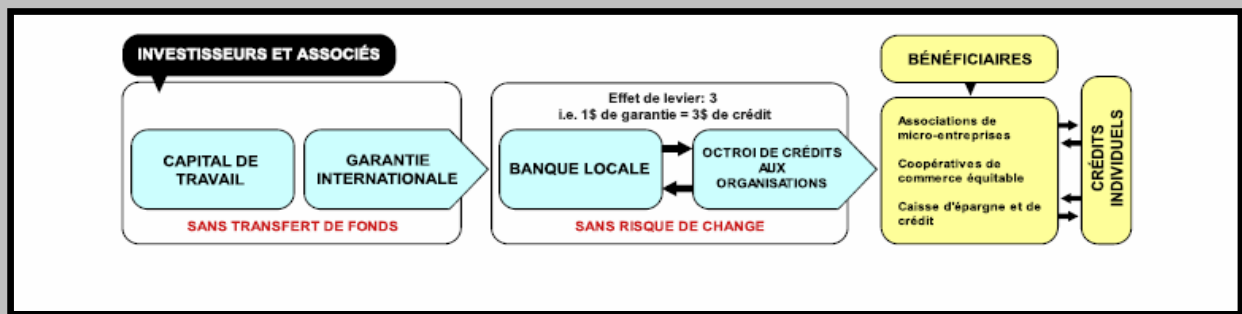 INVESTISSEURS ET ASSOCIÉS
CAPITAL DE
TRAVAIL
GARANTIE
INTERNATIONALE
SANS TRANSFERT DE FONDS
Effet de levier: 3
i.e. 1$ de garantie = 3$ de crédit
BANQUE LOCALE
OCTROI DE CRÉDITS
AUX
ORGANISATIONS
SANS RISQUE DE CHANGE
BÉNÉFICIAIRES
Associations de
micro-entreprises
Coopératives de
commerce équitable
Caisse d'épargne et de
crédit
CRÉDITS
INDIVIDUELS